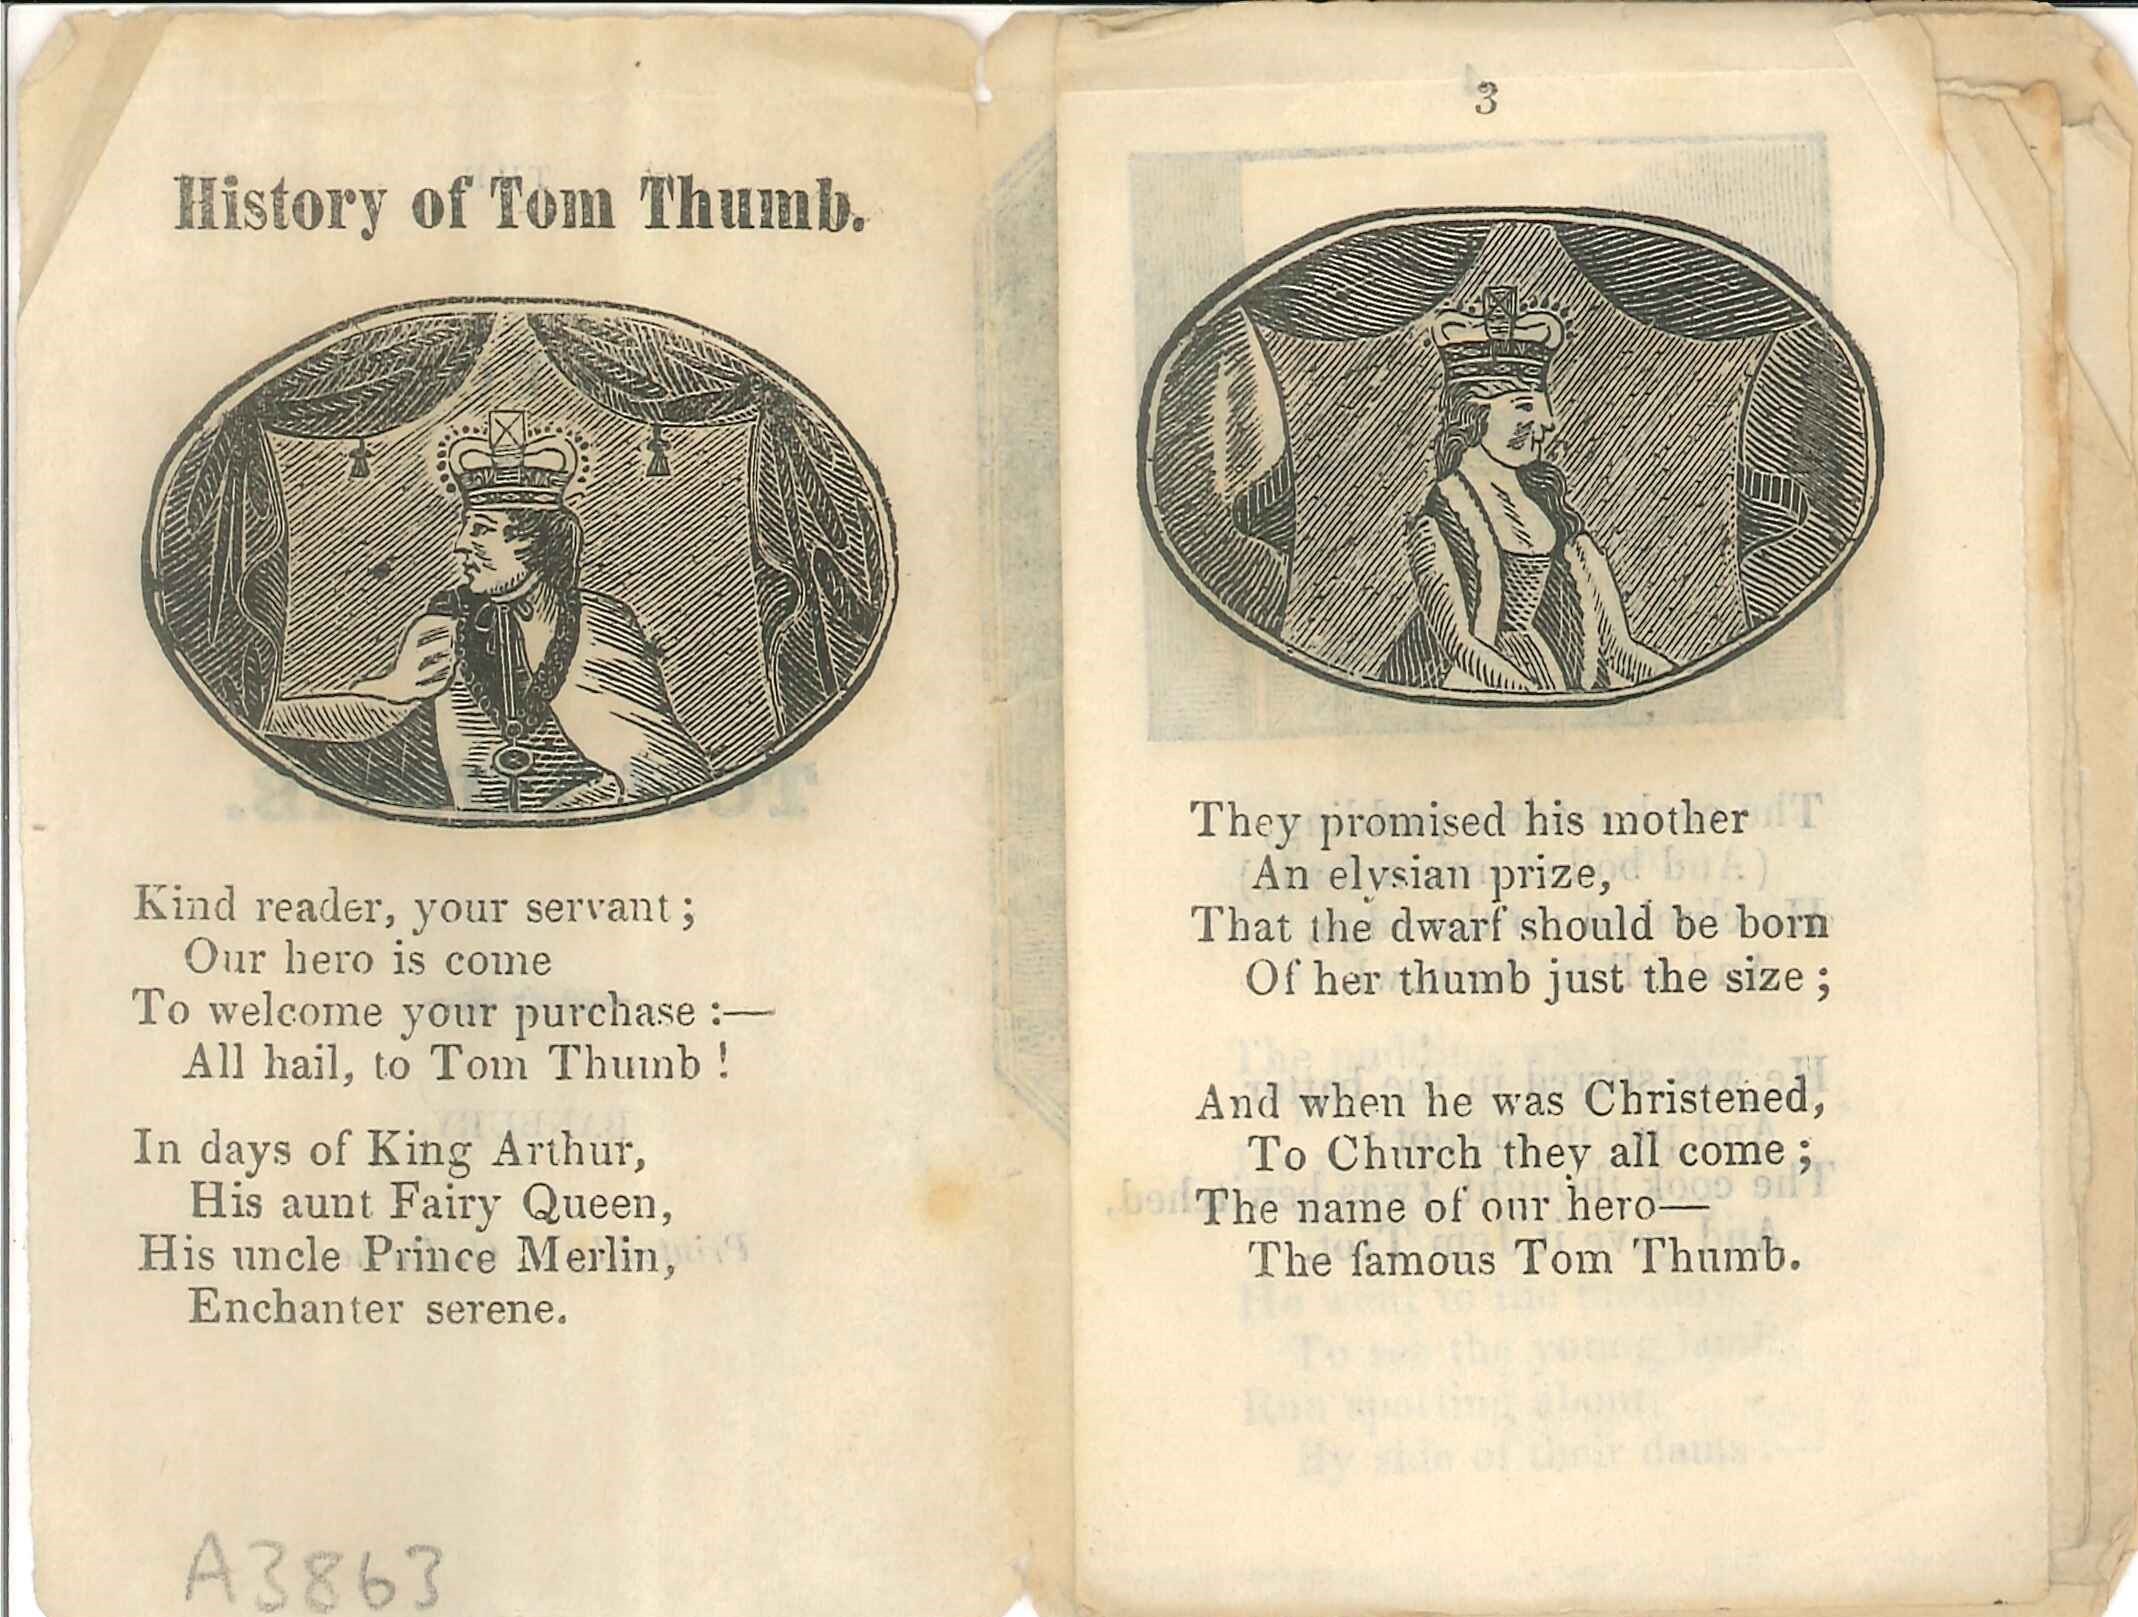 History of Tom Thumb.
Kind reader, your servant;
Our hero is come
To welcome your purchase:—
All hail, to Tom Thumb!
In days of King Arthur,
His aunt Fairy Queen,
His uncle Prince Merlin,
Enchanter serene.
A3863
3
They promised his mother
An elysian prize,
That the dwarf should be born
Of her thumb just the size;
And when he was Christened,
To Church they all come;
The name of our hero—
The famous Tom Thumb.